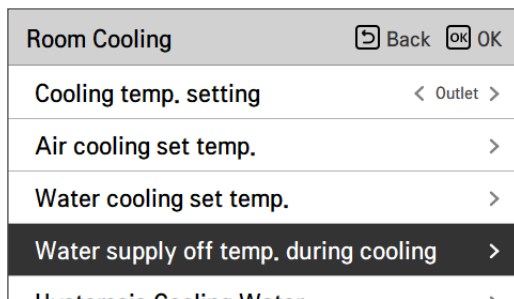 Room Cooling Back OK OK
Cooling temp. setting < Outlet >
Air cooling set temp. >
Water cooling set temp. >
Water supply off temp. during cooling >